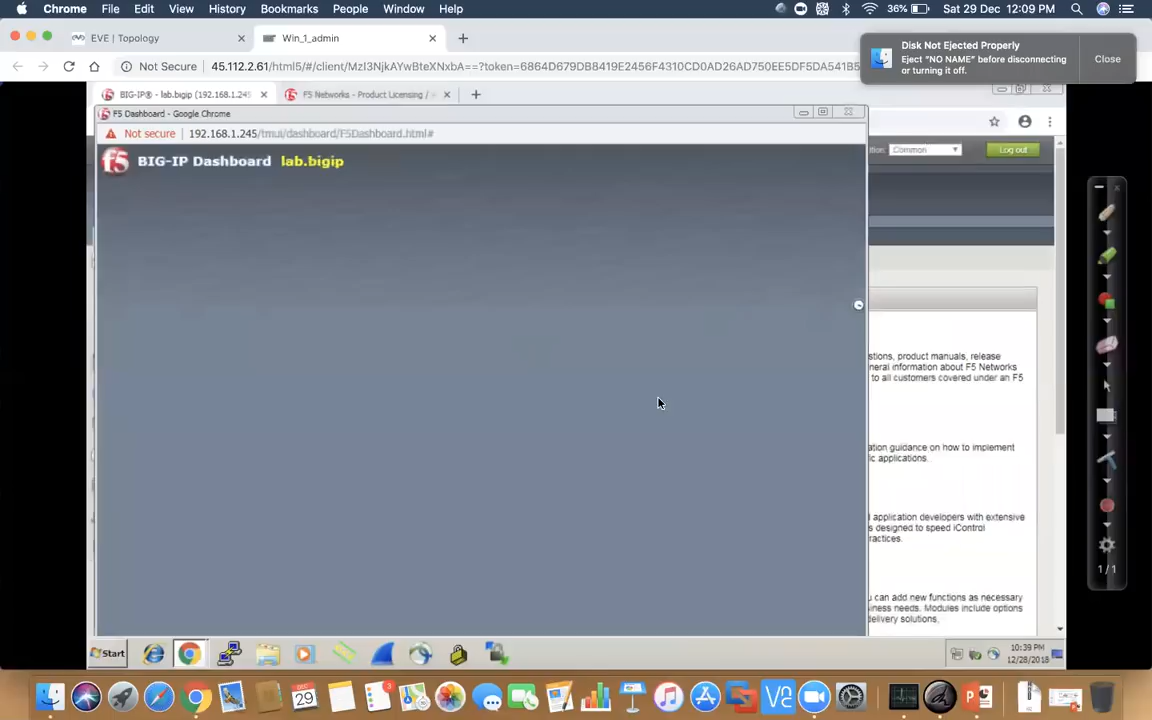 Chrome File Edit View History Bookmarks People Window Help
36% Sat 29 Dec 12:09 PM
EVE | Topology
Win_1_admin
Not Secure
45.112.2.61/html5/#/client/MzI3NjkAYwBteXNxbA==?token=6864D679DB8419E2456F4310CD0AD26AD750EE5DF5DA541B5
Disk Not Ejected Properly
Eject "NO NAME" before disconnecting
or turning it off.
Close
BIG-IP® - lab.bigip (192.168.1.245
F5 Networks - Product Licensing /
F5 Dashboard - Google Chrome
Not secure
192.168.1.245/tmui/dashboard/F5Dashboard.html#
f5 BIG-IP Dashboard lab.bigip
Common
Log out
stions, product manuals, release
neral information about F5 Networks
to all customers covered under an F5
ation guidance on how to implement
ic applications.
application developers with extensive
s designed to speed iControl
ractices.
u can add new functions as necessary
siness needs. Modules include options
delivery solutions.
1 / 1
Start
10:39 PM
12/28/2018
DEC
29
3